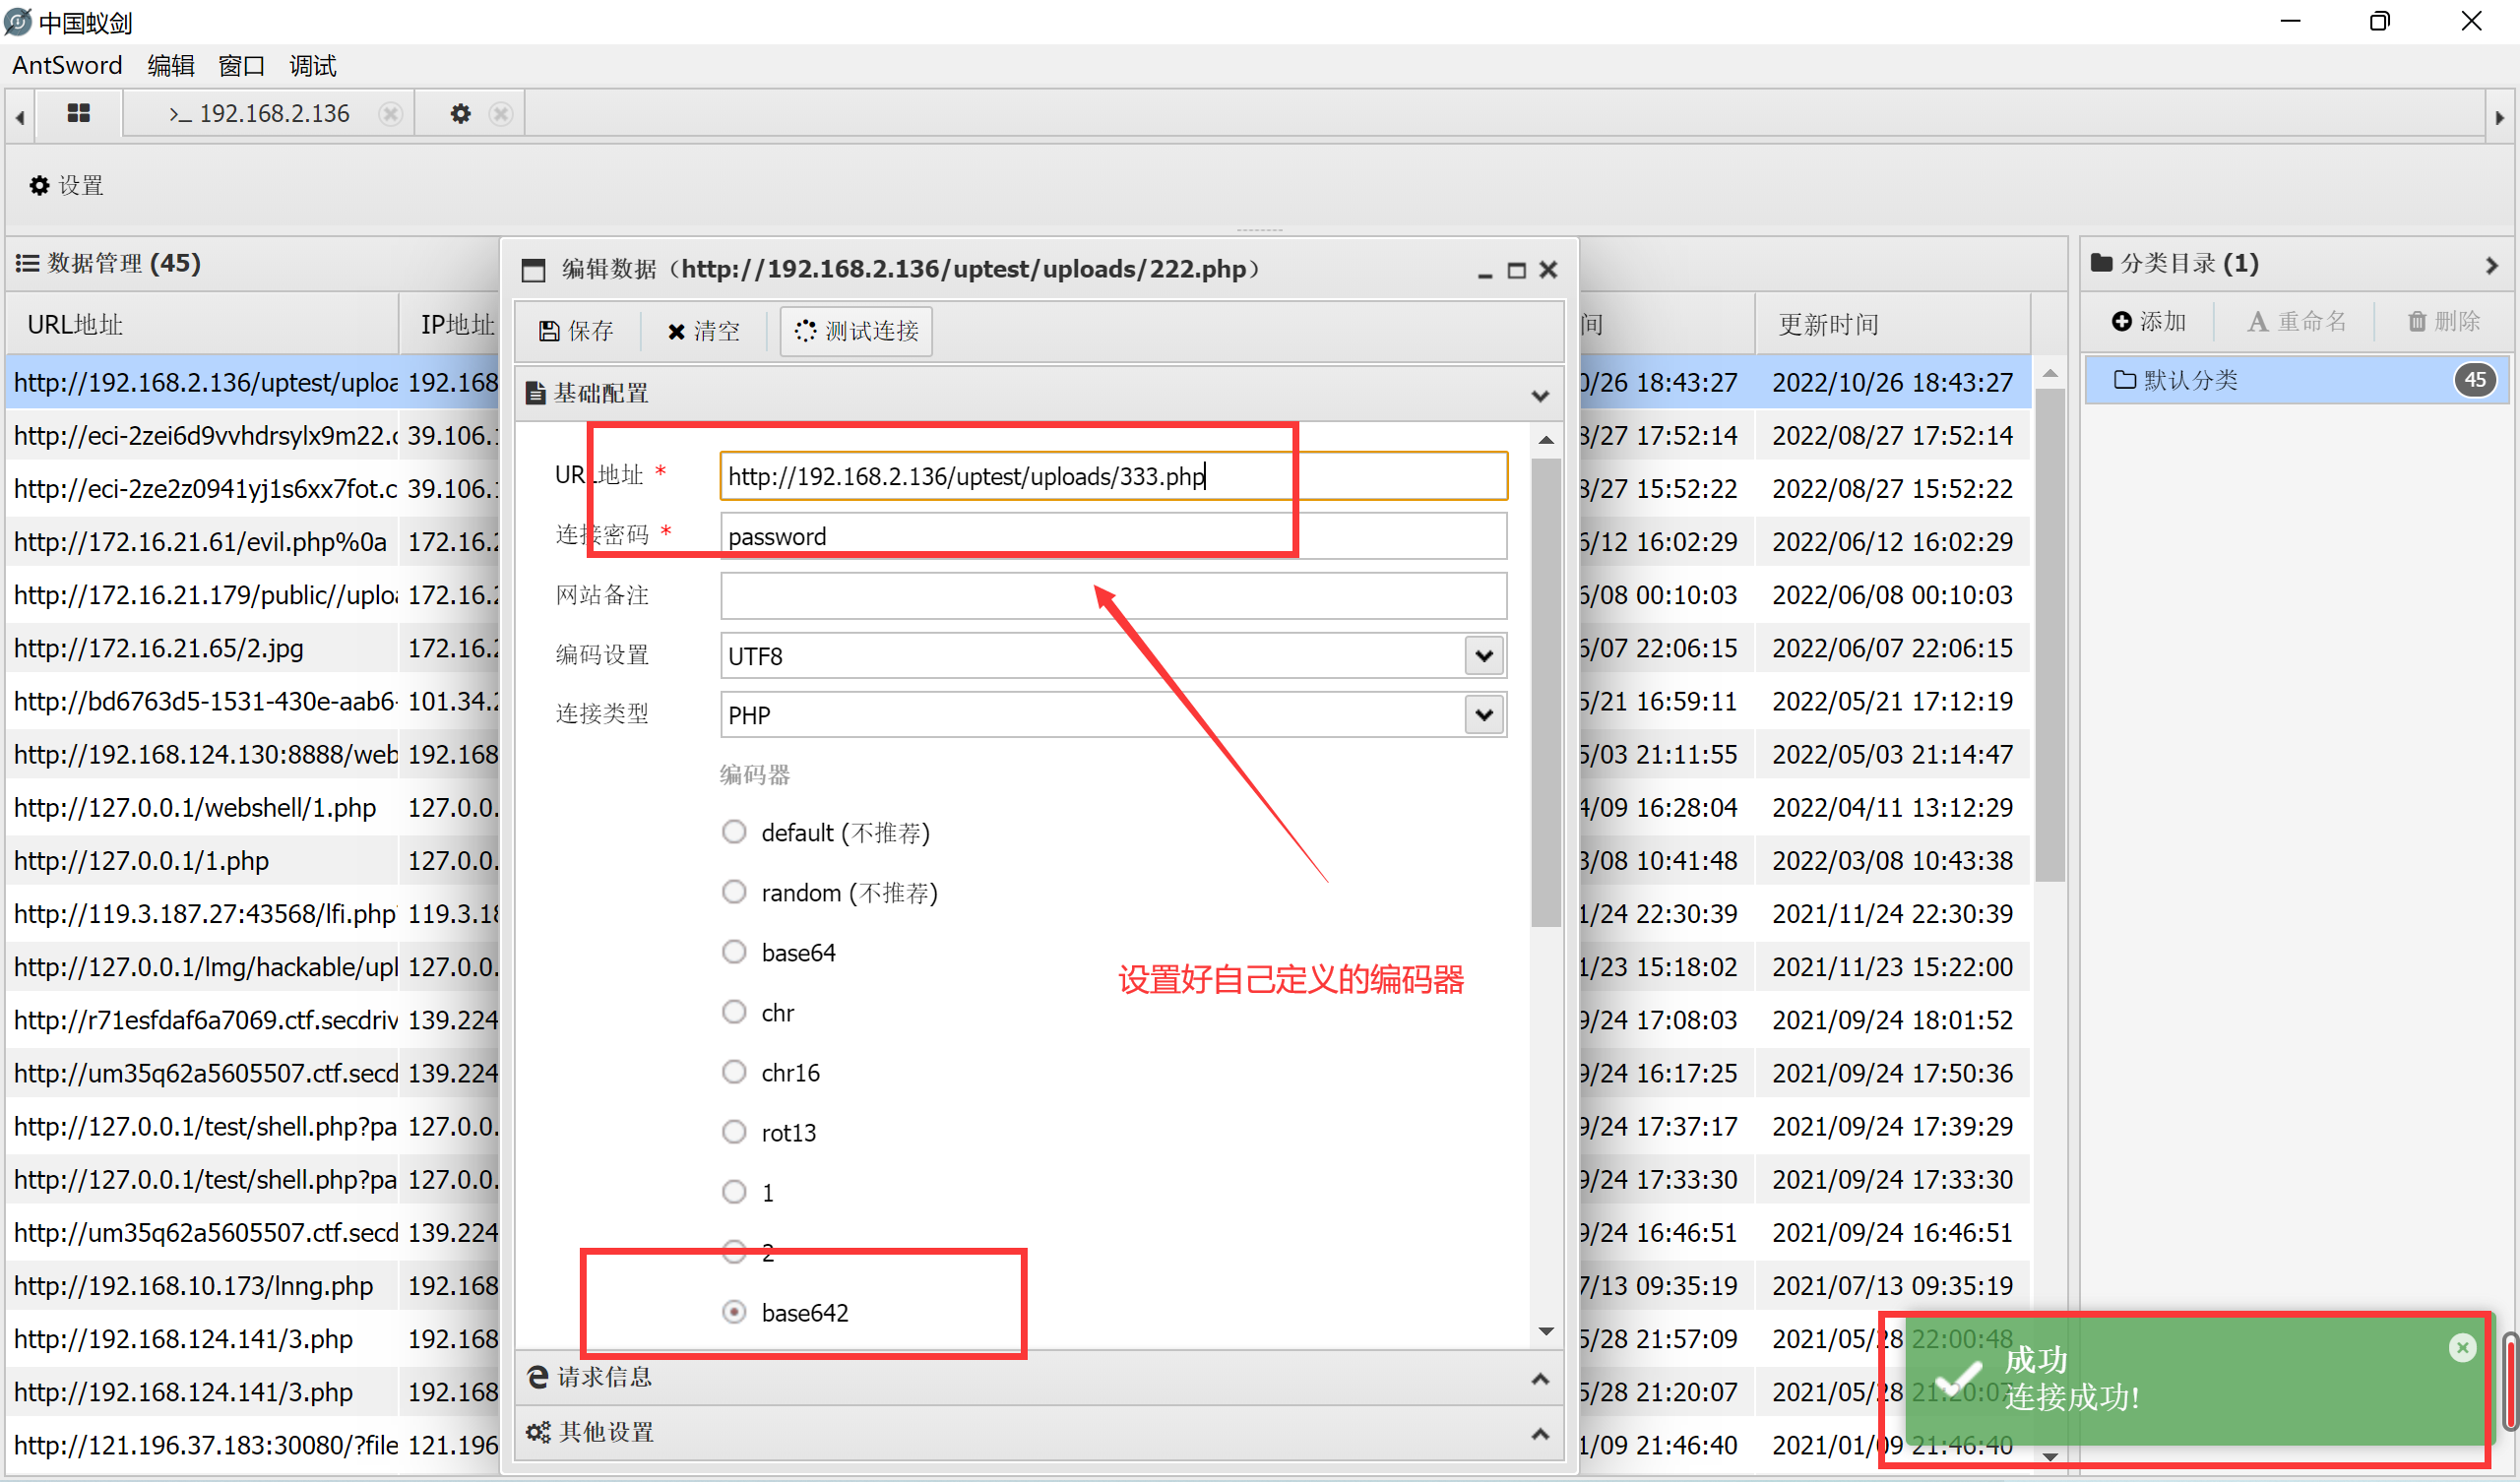 中国蚁剑
AntSword 编辑 窗口 调试
>_ 192.168.2.136
设置
数据管理 (45)
URL地址 IP地址
http://192.168.2.136/uptest/uploa 192.168
http://eci-2zei6d9vvhdrsylx9m22.c 39.106.1
http://eci-2ze2z0941yj1s6xx7fot.c 39.106.1
http://172.16.21.61/evil.php%0a 172.16.2
http://172.16.21.179/public//uploa 172.16.2
http://172.16.21.65/2.jpg 172.16.2
http://bd6763d5-1531-430e-aab6- 101.34.2
http://192.168.124.130:8888/web 192.168
http://127.0.0.1/webshell/1.php 127.0.0.
http://127.0.0.1/1.php 127.0.0.
http://119.3.187.27:43568/lfi.php 119.3.18
http://127.0.0.1/lmg/hackable/upl 127.0.0.
http://r71esfdaf6a7069.ctf.secdriv 139.224
http://um35q62a5605507.ctf.secd 139.224
http://127.0.0.1/test/shell.php?pa 127.0.0.
http://127.0.0.1/test/shell.php?pa 127.0.0.
http://um35q62a5605507.ctf.secd 139.224
http://192.168.10.173/lnng.php 192.168
http://192.168.124.141/3.php 192.168
http://192.168.124.141/3.php 192.168
http://121.196.37.183:30080/?file 121.196
编辑数据（http://192.168.2.136/uptest/uploads/222.php）
保存 清空 测试连接
基础配置
URL地址 * http://192.168.2.136/uptest/uploads/333.php
连接密码 * password
网站备注
编码设置 UTF8
连接类型 PHP
编码器
default (不推荐)
random (不推荐)
base64
chr
chr16
rot13
1
2
base642
设置好自己定义的编码器
请求信息
其他设置
间 更新时间
0/26 18:43:27 2022/10/26 18:43:27
8/27 17:52:14 2022/08/27 17:52:14
8/27 15:52:22 2022/08/27 15:52:22
6/12 16:02:29 2022/06/12 16:02:29
6/08 00:10:03 2022/06/08 00:10:03
6/07 22:06:15 2022/06/07 22:06:15
5/21 16:59:11 2022/05/21 17:12:19
5/03 21:11:55 2022/05/03 21:14:47
4/09 16:28:04 2022/04/11 13:12:29
3/08 10:41:48 2022/03/08 10:43:38
1/24 22:30:39 2021/11/24 22:30:39
1/23 15:18:02 2021/11/23 15:22:00
9/24 17:08:03 2021/09/24 18:01:52
9/24 16:17:25 2021/09/24 17:50:36
9/24 17:37:17 2021/09/24 17:39:29
9/24 17:33:30 2021/09/24 17:33:30
9/24 16:46:51 2021/09/24 16:46:51
7/13 09:35:19 2021/07/13 09:35:19
5/28 21:57:09 2021/05/28 22:00:48
5/28 21:20:07 2021/05/28 21:20:07
1/09 21:46:40 2021/01/09 21:46:40
分类目录 (1)
添加 重命名 删除
默认分类 45
成功
连接成功!